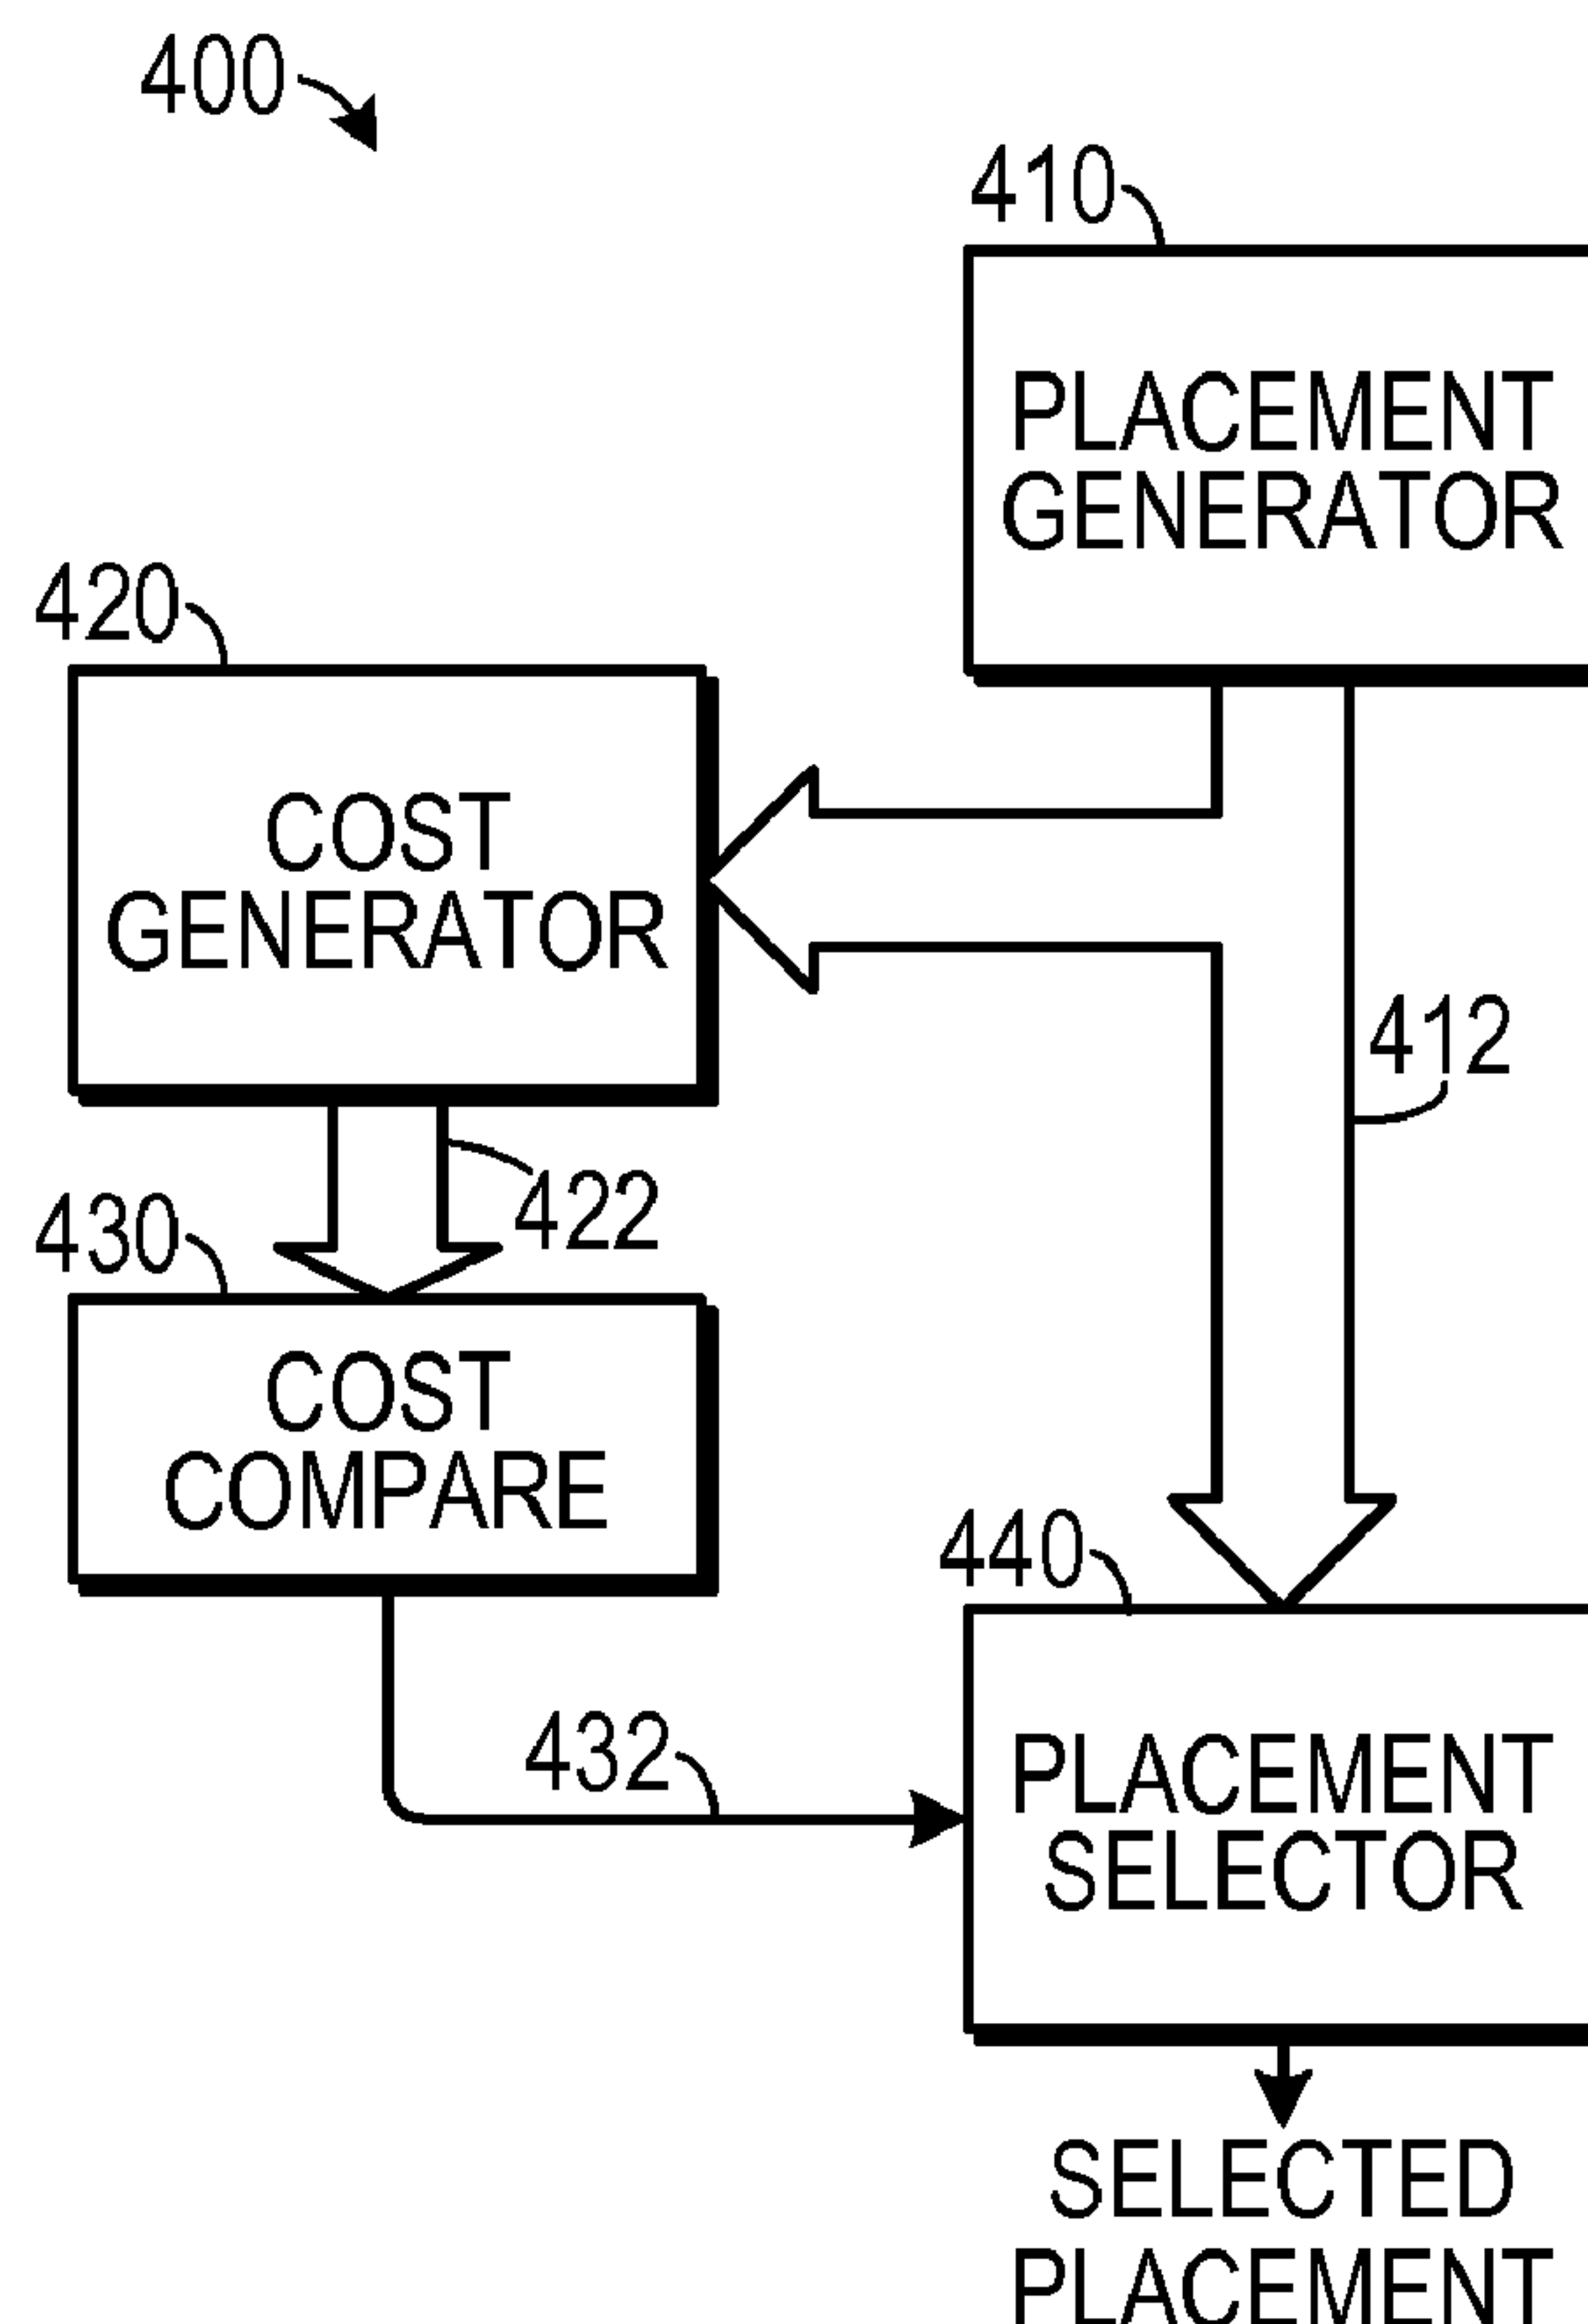 400
410
PLACEMENT
GENERATOR
420
COST
GENERATOR
412
422
430
COST
COMPARE
440
432
PLACEMENT
SELECTOR
SELECTED
PLACEMENT